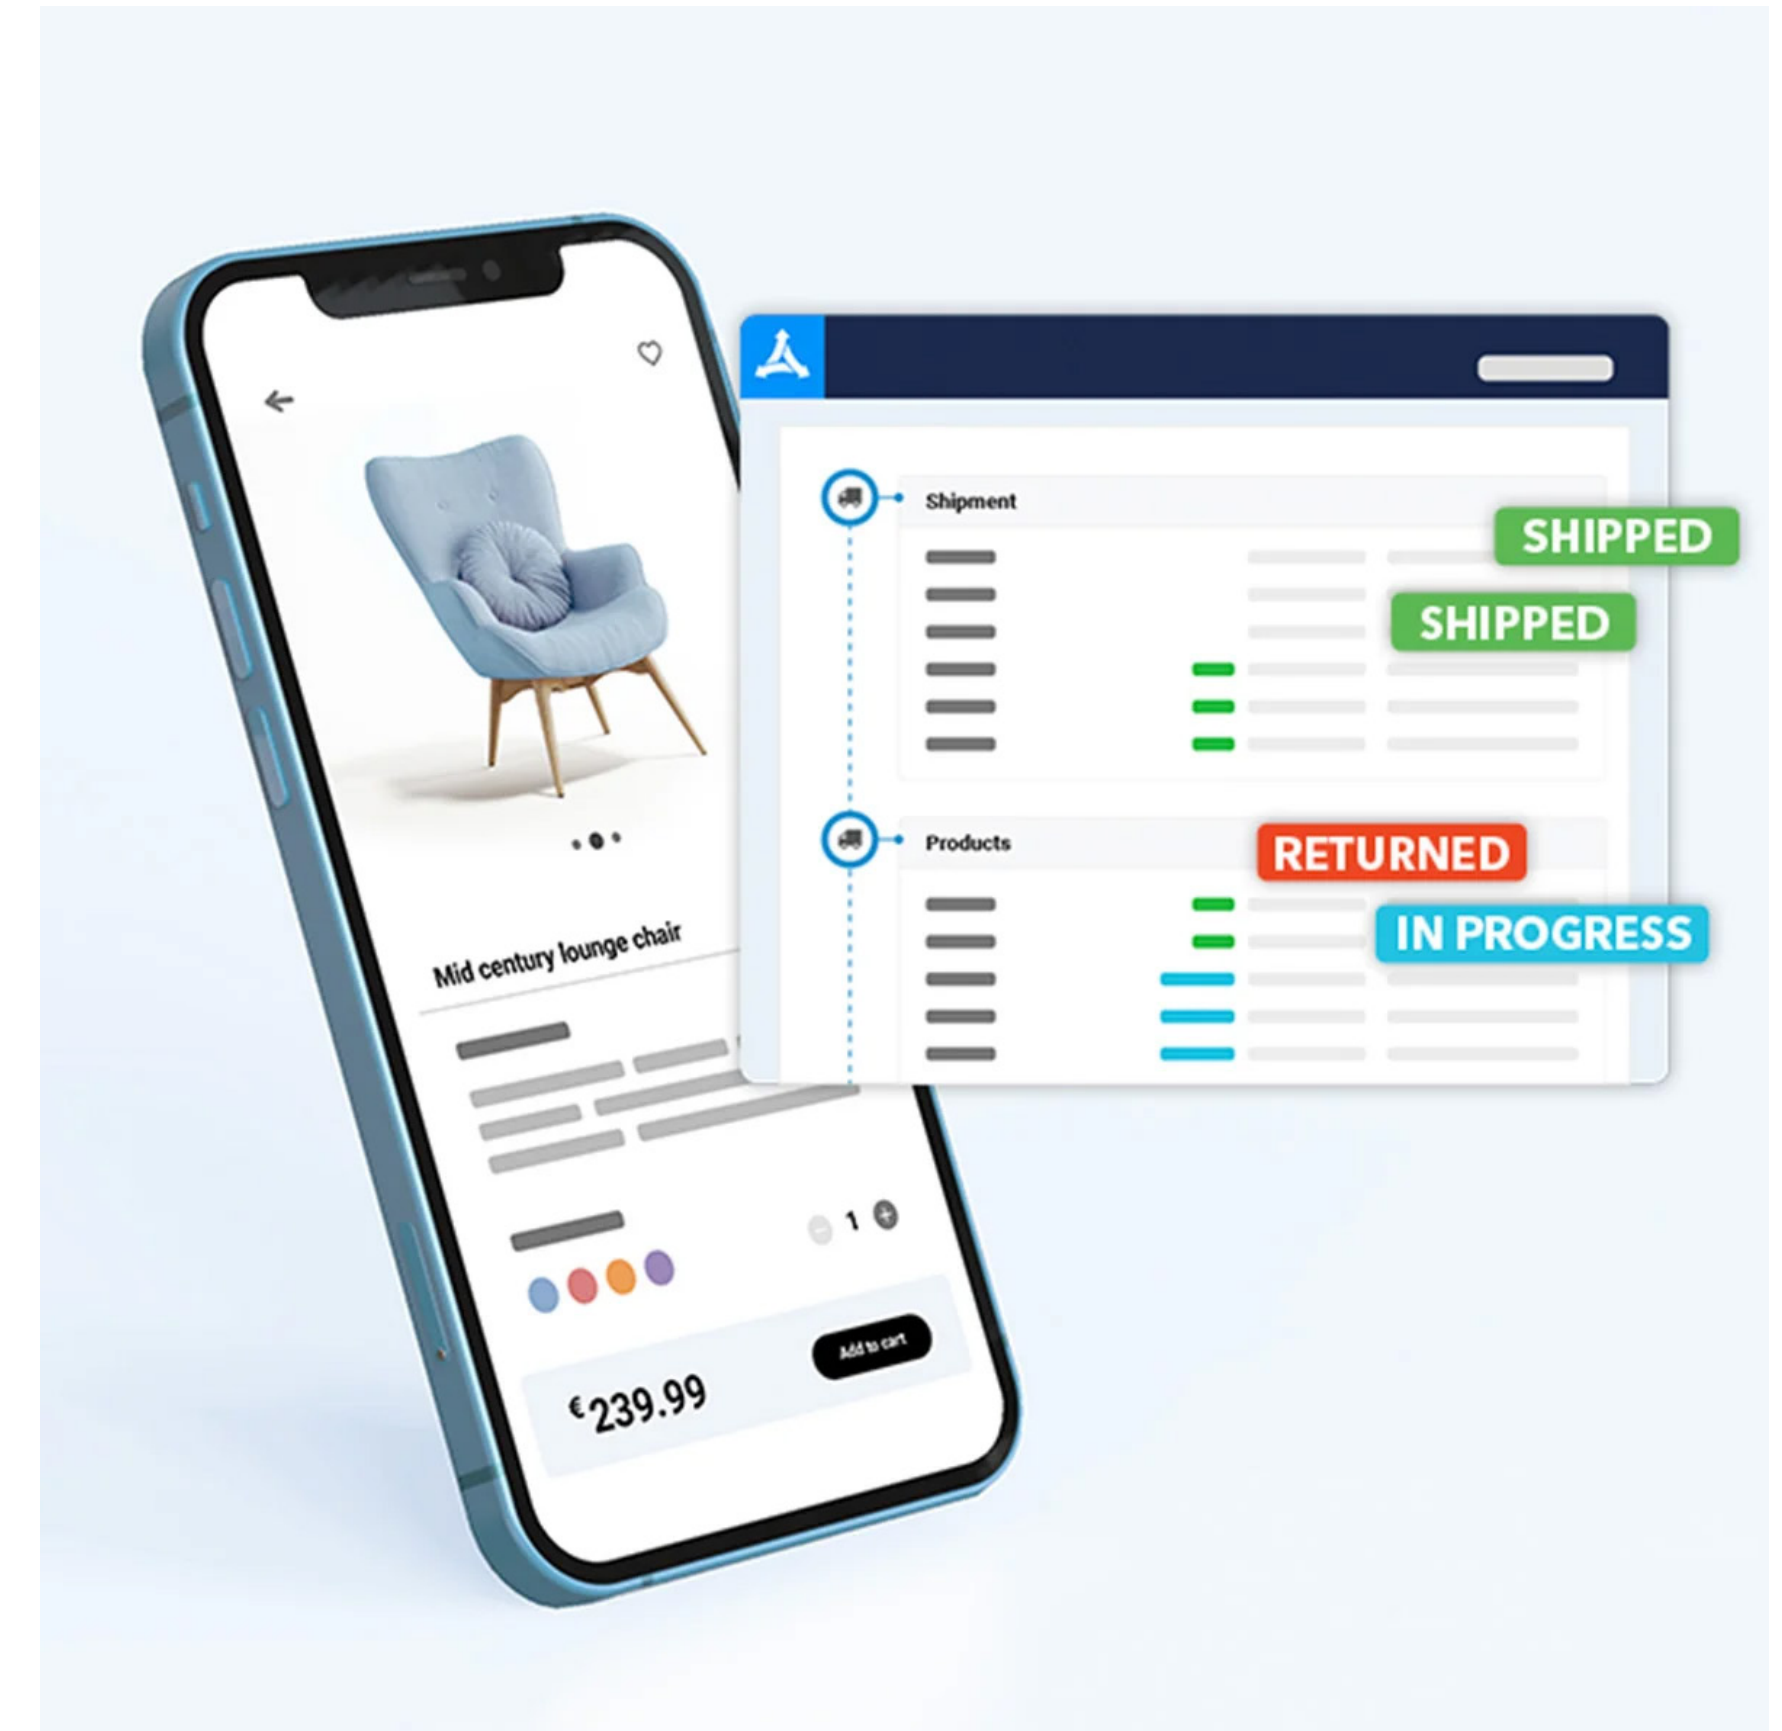 Mid century lounge chair
1
€239.99
Add to cart
Shipment
SHIPPED
SHIPPED
Products
RETURNED
IN PROGRESS